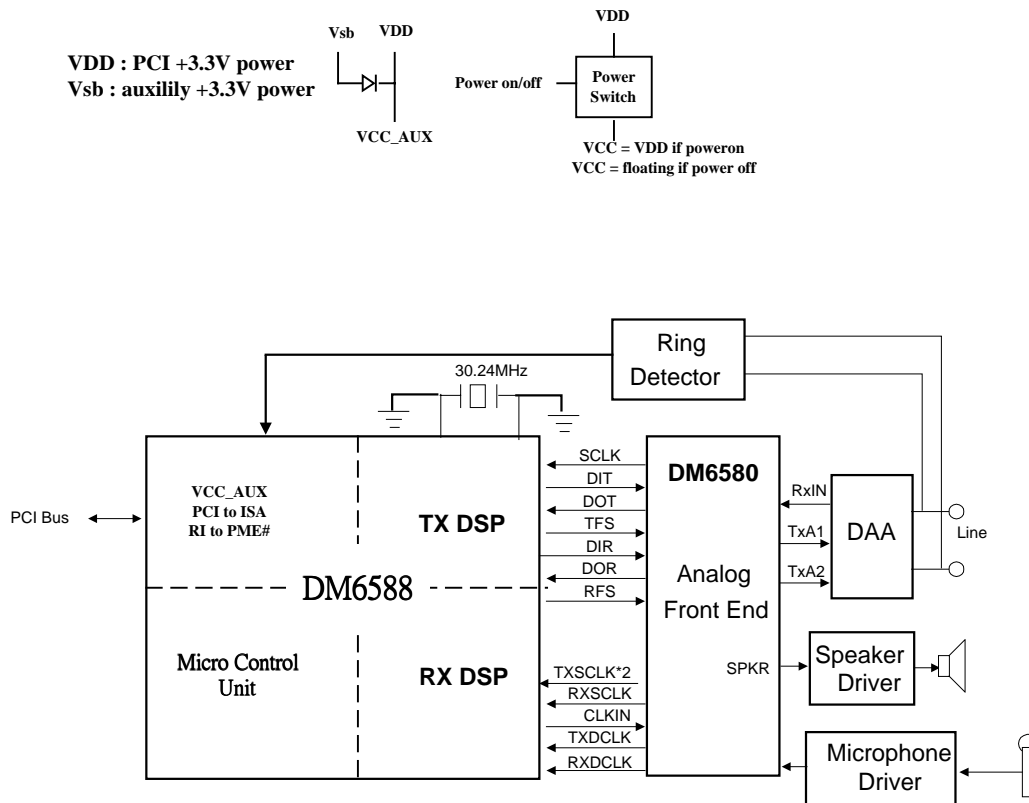 Vsb VDD
VDD : PCI +3.3V power
Vsb : auxilily +3.3V power
VCC_AUX
VDD
Power on/off
Power
Switch
VCC = VDD if poweron
VCC = floating if power off
Ring
Detector
30.24MHz
PCI Bus
VCC_AUX
PCI to ISA
RI to PME#
TX DSP
DM6588
Micro Control
Unit
RX DSP
SCLK
DIT
DOT
TFS
DIR
DOR
RFS
TXSCLK*2
RXSCLK
CLKIN
TXDCLK
RXDCLK
DM6580
Analog
Front End
SPKR
RxIN
TxA1
TxA2
DAA
Line
Speaker
Driver
Microphone
Driver